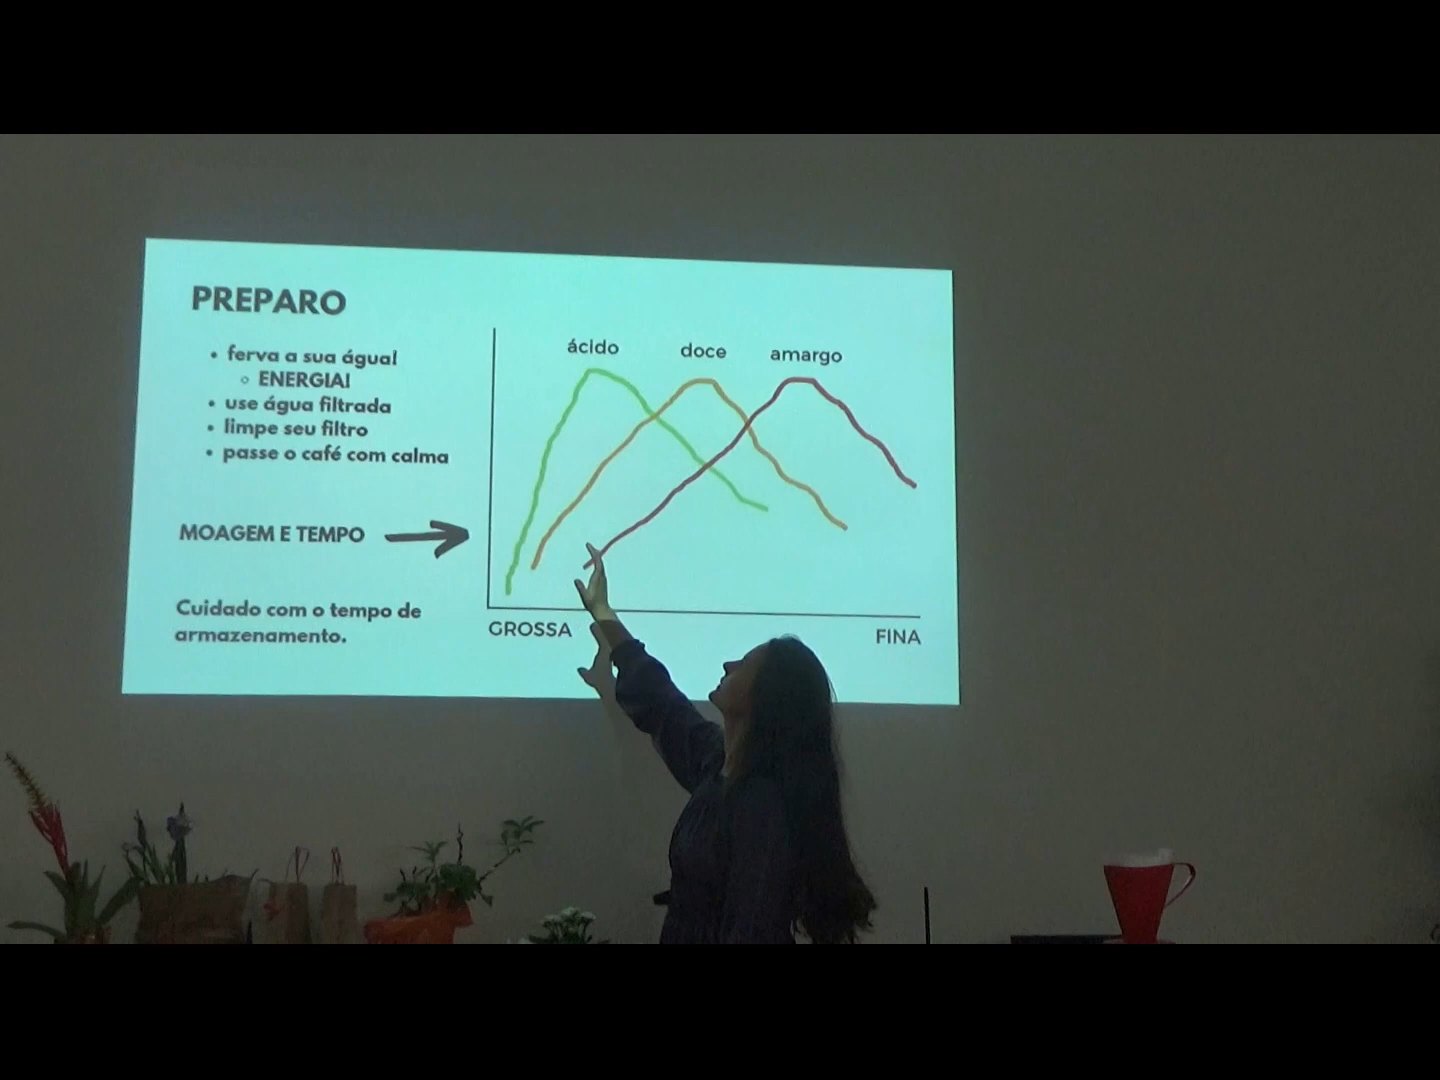 PREPARO
• ferva a sua água!
◦ ENERGIA!
• use água filtrada
• limpe seu filtro
• passe o café com calma
MOAGEM E TEMPO
Cuidado com o tempo de
armazenamento.
ácido doce amargo
GROSSA FINA